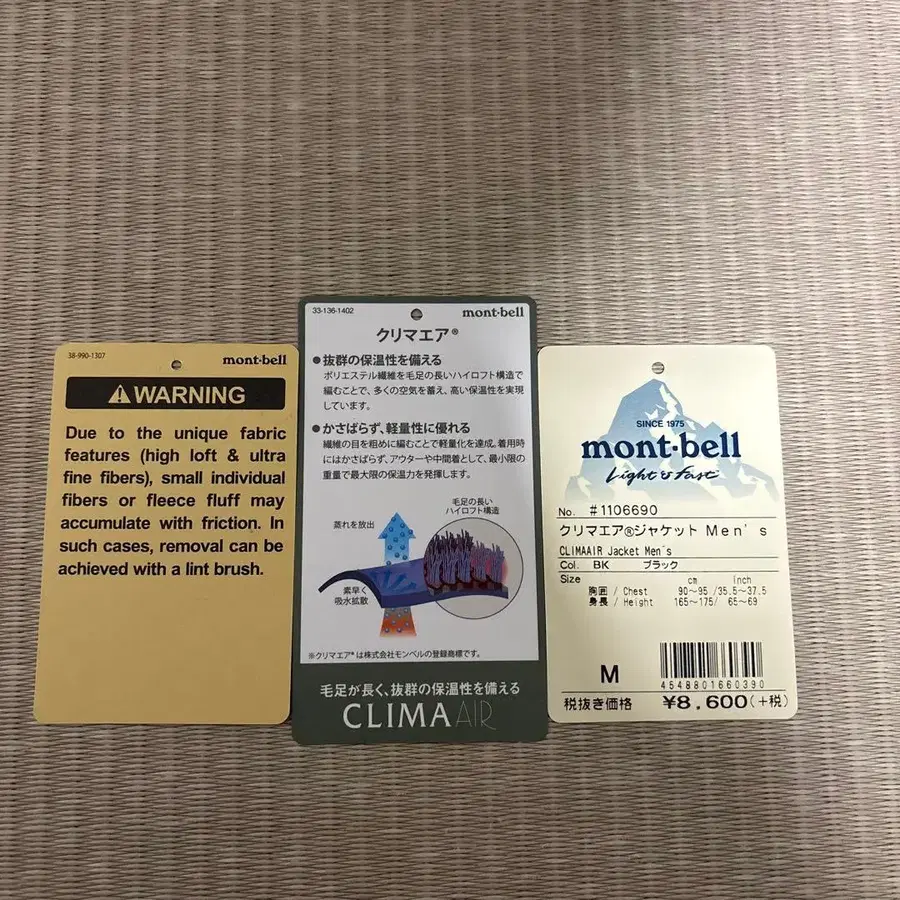 38-990-1307
mont-bell
WARNING
Due to the unique fabric
features (high loft & ultra
fine fibers), small individual
fibers or fleece fluff may
accumulate with friction. In
such cases, removal can be
achieved with a lint brush.
33-136-1402
mont-bell
クリマエア®
●抜群の保温性を備える
ポリエステル繊維を毛足の長いハイロフト構造で
編むことで、多くの空気を蓄え、高い保温性を実現
しています。
●かさばらず、軽量性に優れる
繊維の目を粗めに編むことで軽量化を達成。着用時
にはかさばらず、アウターや中間着として、最小限の
重量で最大限の保温力を発揮します。
毛足の長い
ハイロフト構造
蒸れを放出
素早く
吸水拡散
※クリマエア®は株式会社モンベルの登録商標です。
毛足が長く、抜群の保温性を備える
CLIMAAIR
SINCE 1975
mont-bell
Light & Fast
No. #1106690
クリマエア®ジャケット Men's
CLIMAAIR Jacket Men's
Col. BK ブラック
Size cm inch
胸囲 / Chest 90~95 /35.5~37.5
身長 / Height 165~175/ 65~69
M
4548801660390
税抜き価格 ¥8,600(+税)